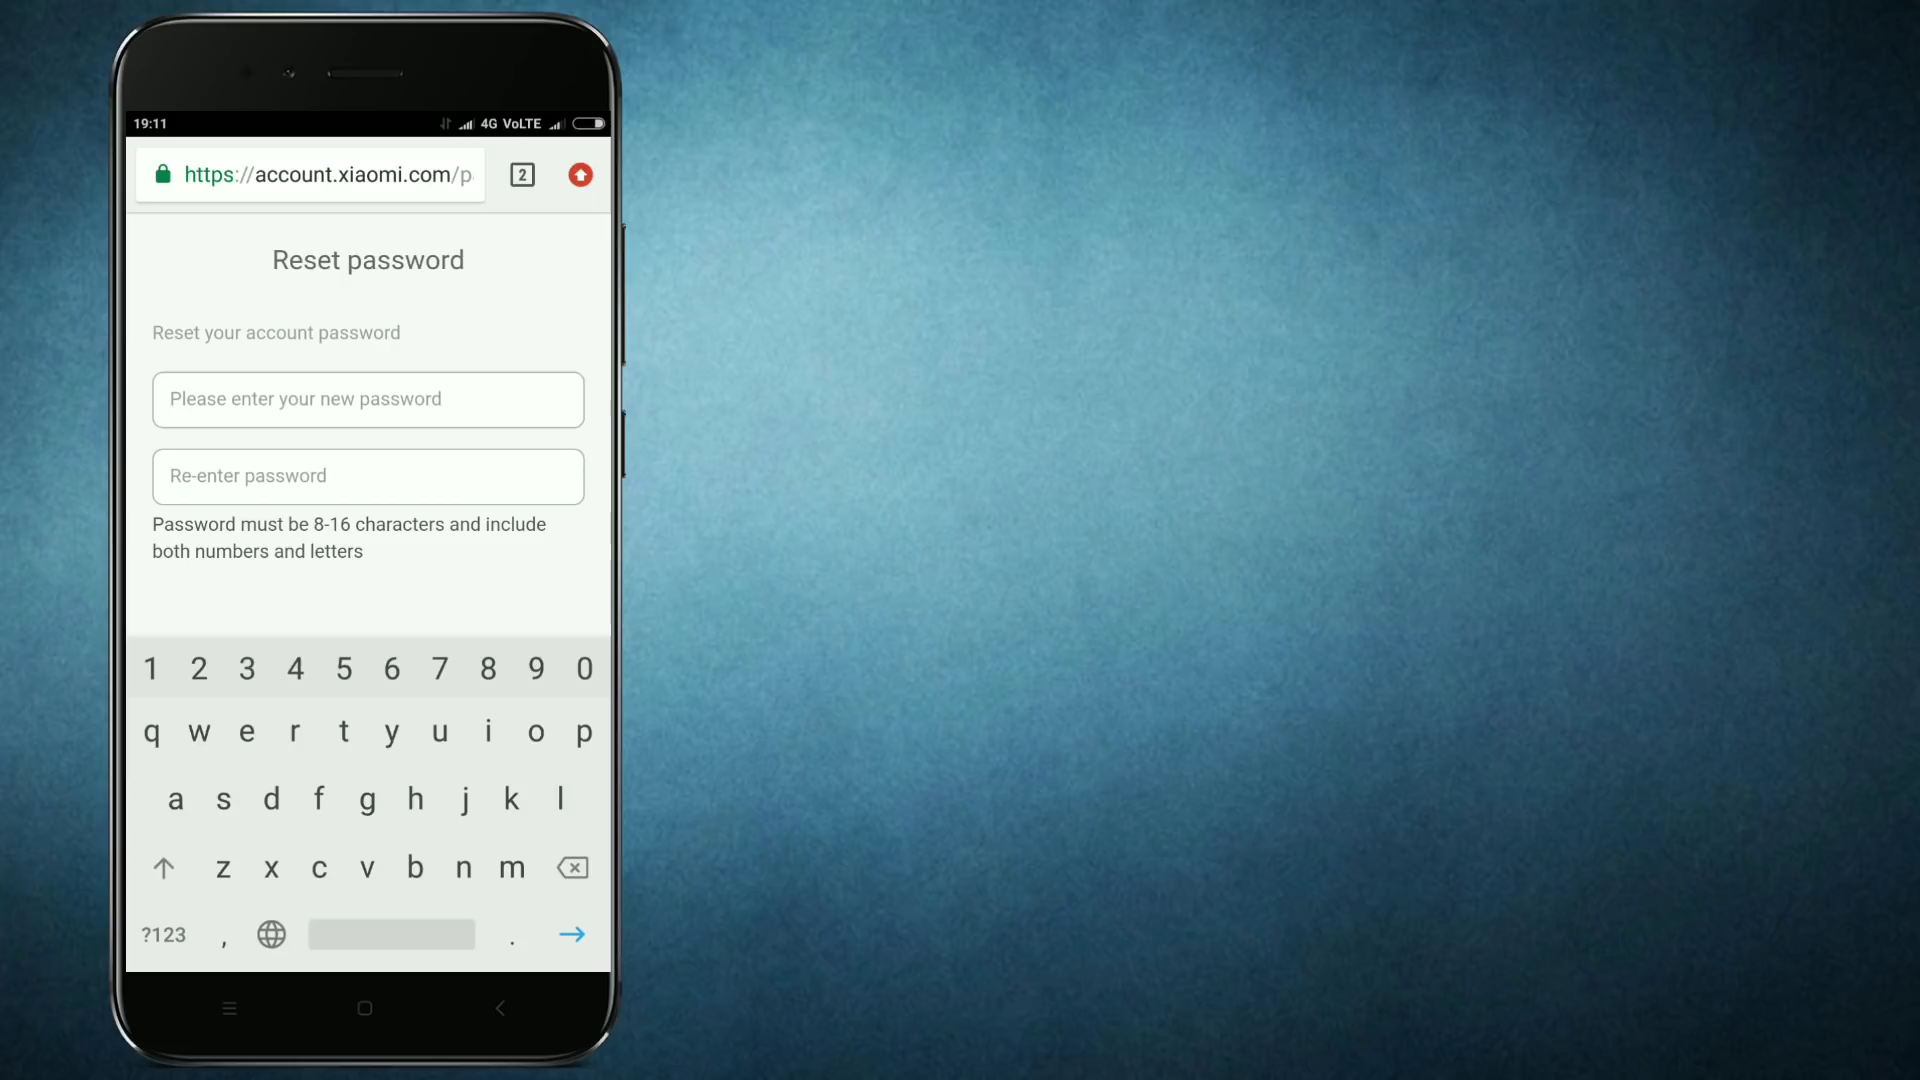 19:11 4G VoLTE
https://account.xiaomi.com/p
2
Reset password
Reset your account password
Please enter your new password
Re-enter password
Password must be 8-16 characters and include
both numbers and letters
1 2 3 4 5 6 7 8 9 0
q w e r t y u i o p
a s d f g h j k l
z x c v b n m
?123 , .